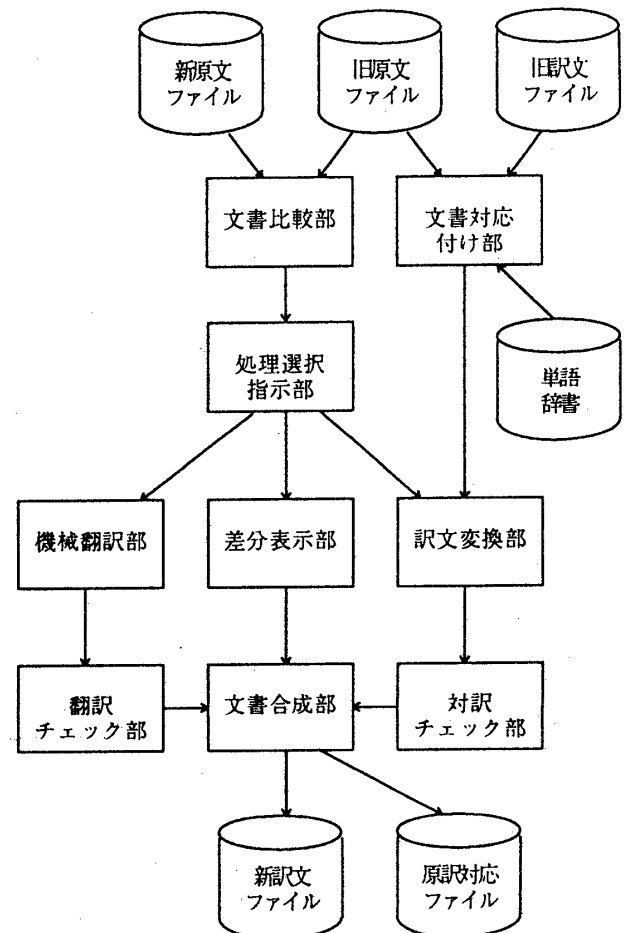 新原文
ファイル
旧原文
ファイル
旧訳文
ファイル
文書比較部
文書対応
付け部
処理選択
指示部
単語
辞書
機械翻訳部
差分表示部
訳文変換部
翻訳
チェック部
文書合成部
対訳
チェック部
新訳文
ファイル
原訳対応
ファイル